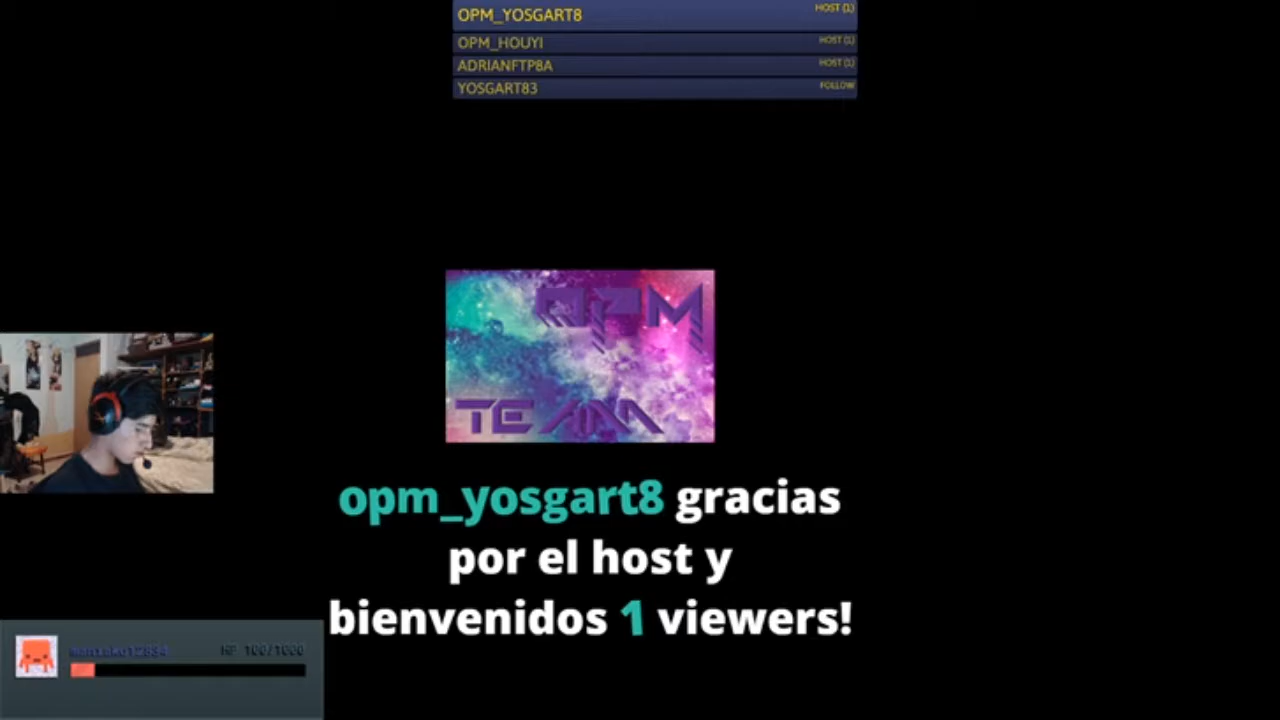 OPM_YOSGART8 HOST (1)
OPM_HOUYI HOST (1)
ADRIANFTP8A HOST (1)
YOSGART83 FOLLOW
OPM
TEAM
opm_yosgart8 gracias
por el host y
bienvenidos 1 viewers!
HP 100/1000